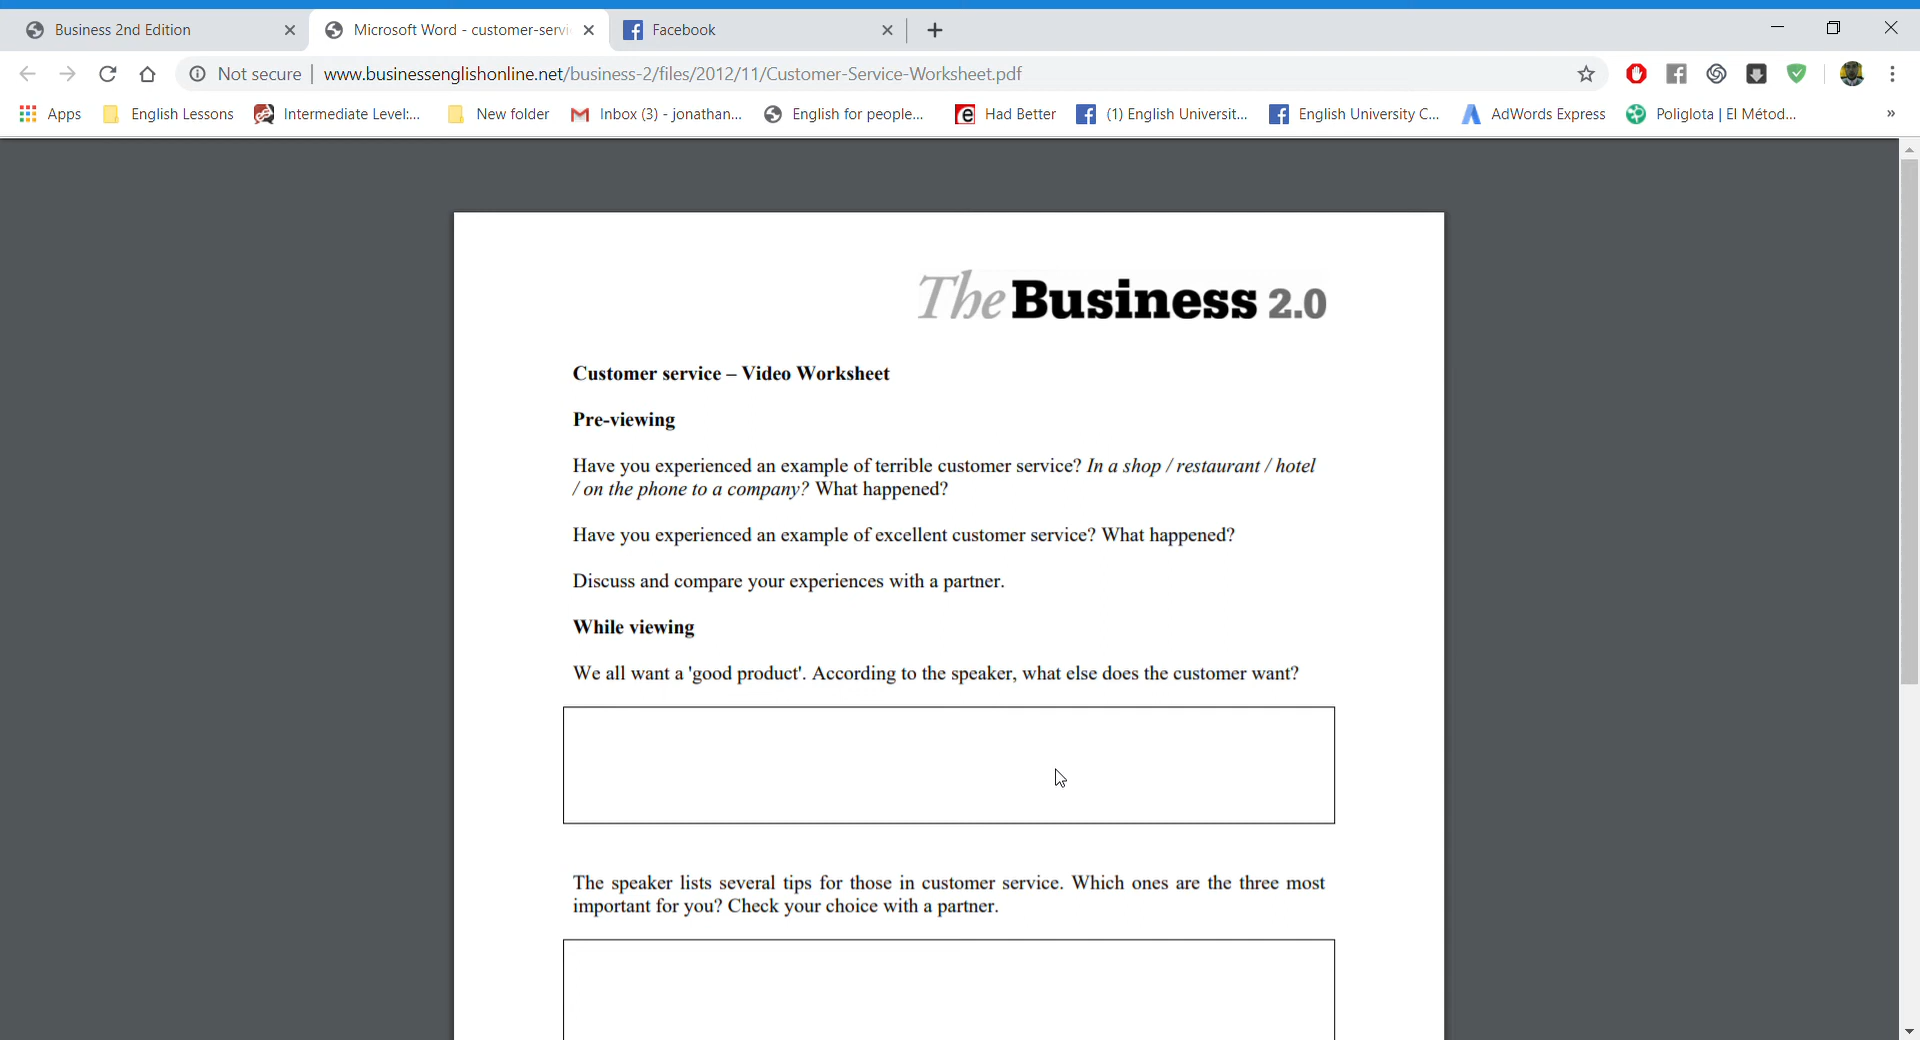 Business 2nd Edition
Microsoft Word - customer-servi
Facebook
Not secure | www.businessenglishonline.net/business-2/files/2012/11/Customer-Service-Worksheet.pdf
Apps English Lessons Intermediate Level:... New folder Inbox (3) - jonathan... English for people... Had Better (1) English Universit... English University C... AdWords Express Poliglota | El Métod... »
The Business 2.0
Customer service – Video Worksheet
Pre-viewing
Have you experienced an example of terrible customer service? In a shop / restaurant / hotel
/ on the phone to a company? What happened?
Have you experienced an example of excellent customer service? What happened?
Discuss and compare your experiences with a partner.
While viewing
We all want a 'good product'. According to the speaker, what else does the customer want?
The speaker lists several tips for those in customer service. Which ones are the three most
important for you? Check your choice with a partner.